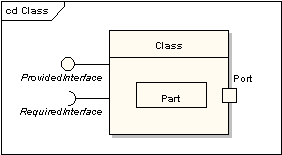 cd Class
Class
ProvidedInterface
Port
Part
RequiredInterface